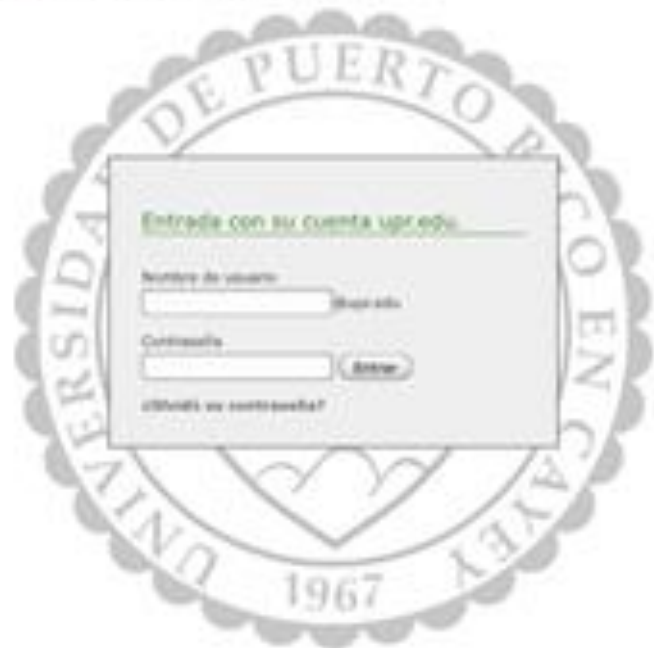 UNIVERSIDAD DE PUERTO RICO EN CAYEY
Entrada con su cuenta upr.edu
Nombre de usuario
@upr.edu
Contraseña
Entrar
¿Olvidó su contraseña?
1967